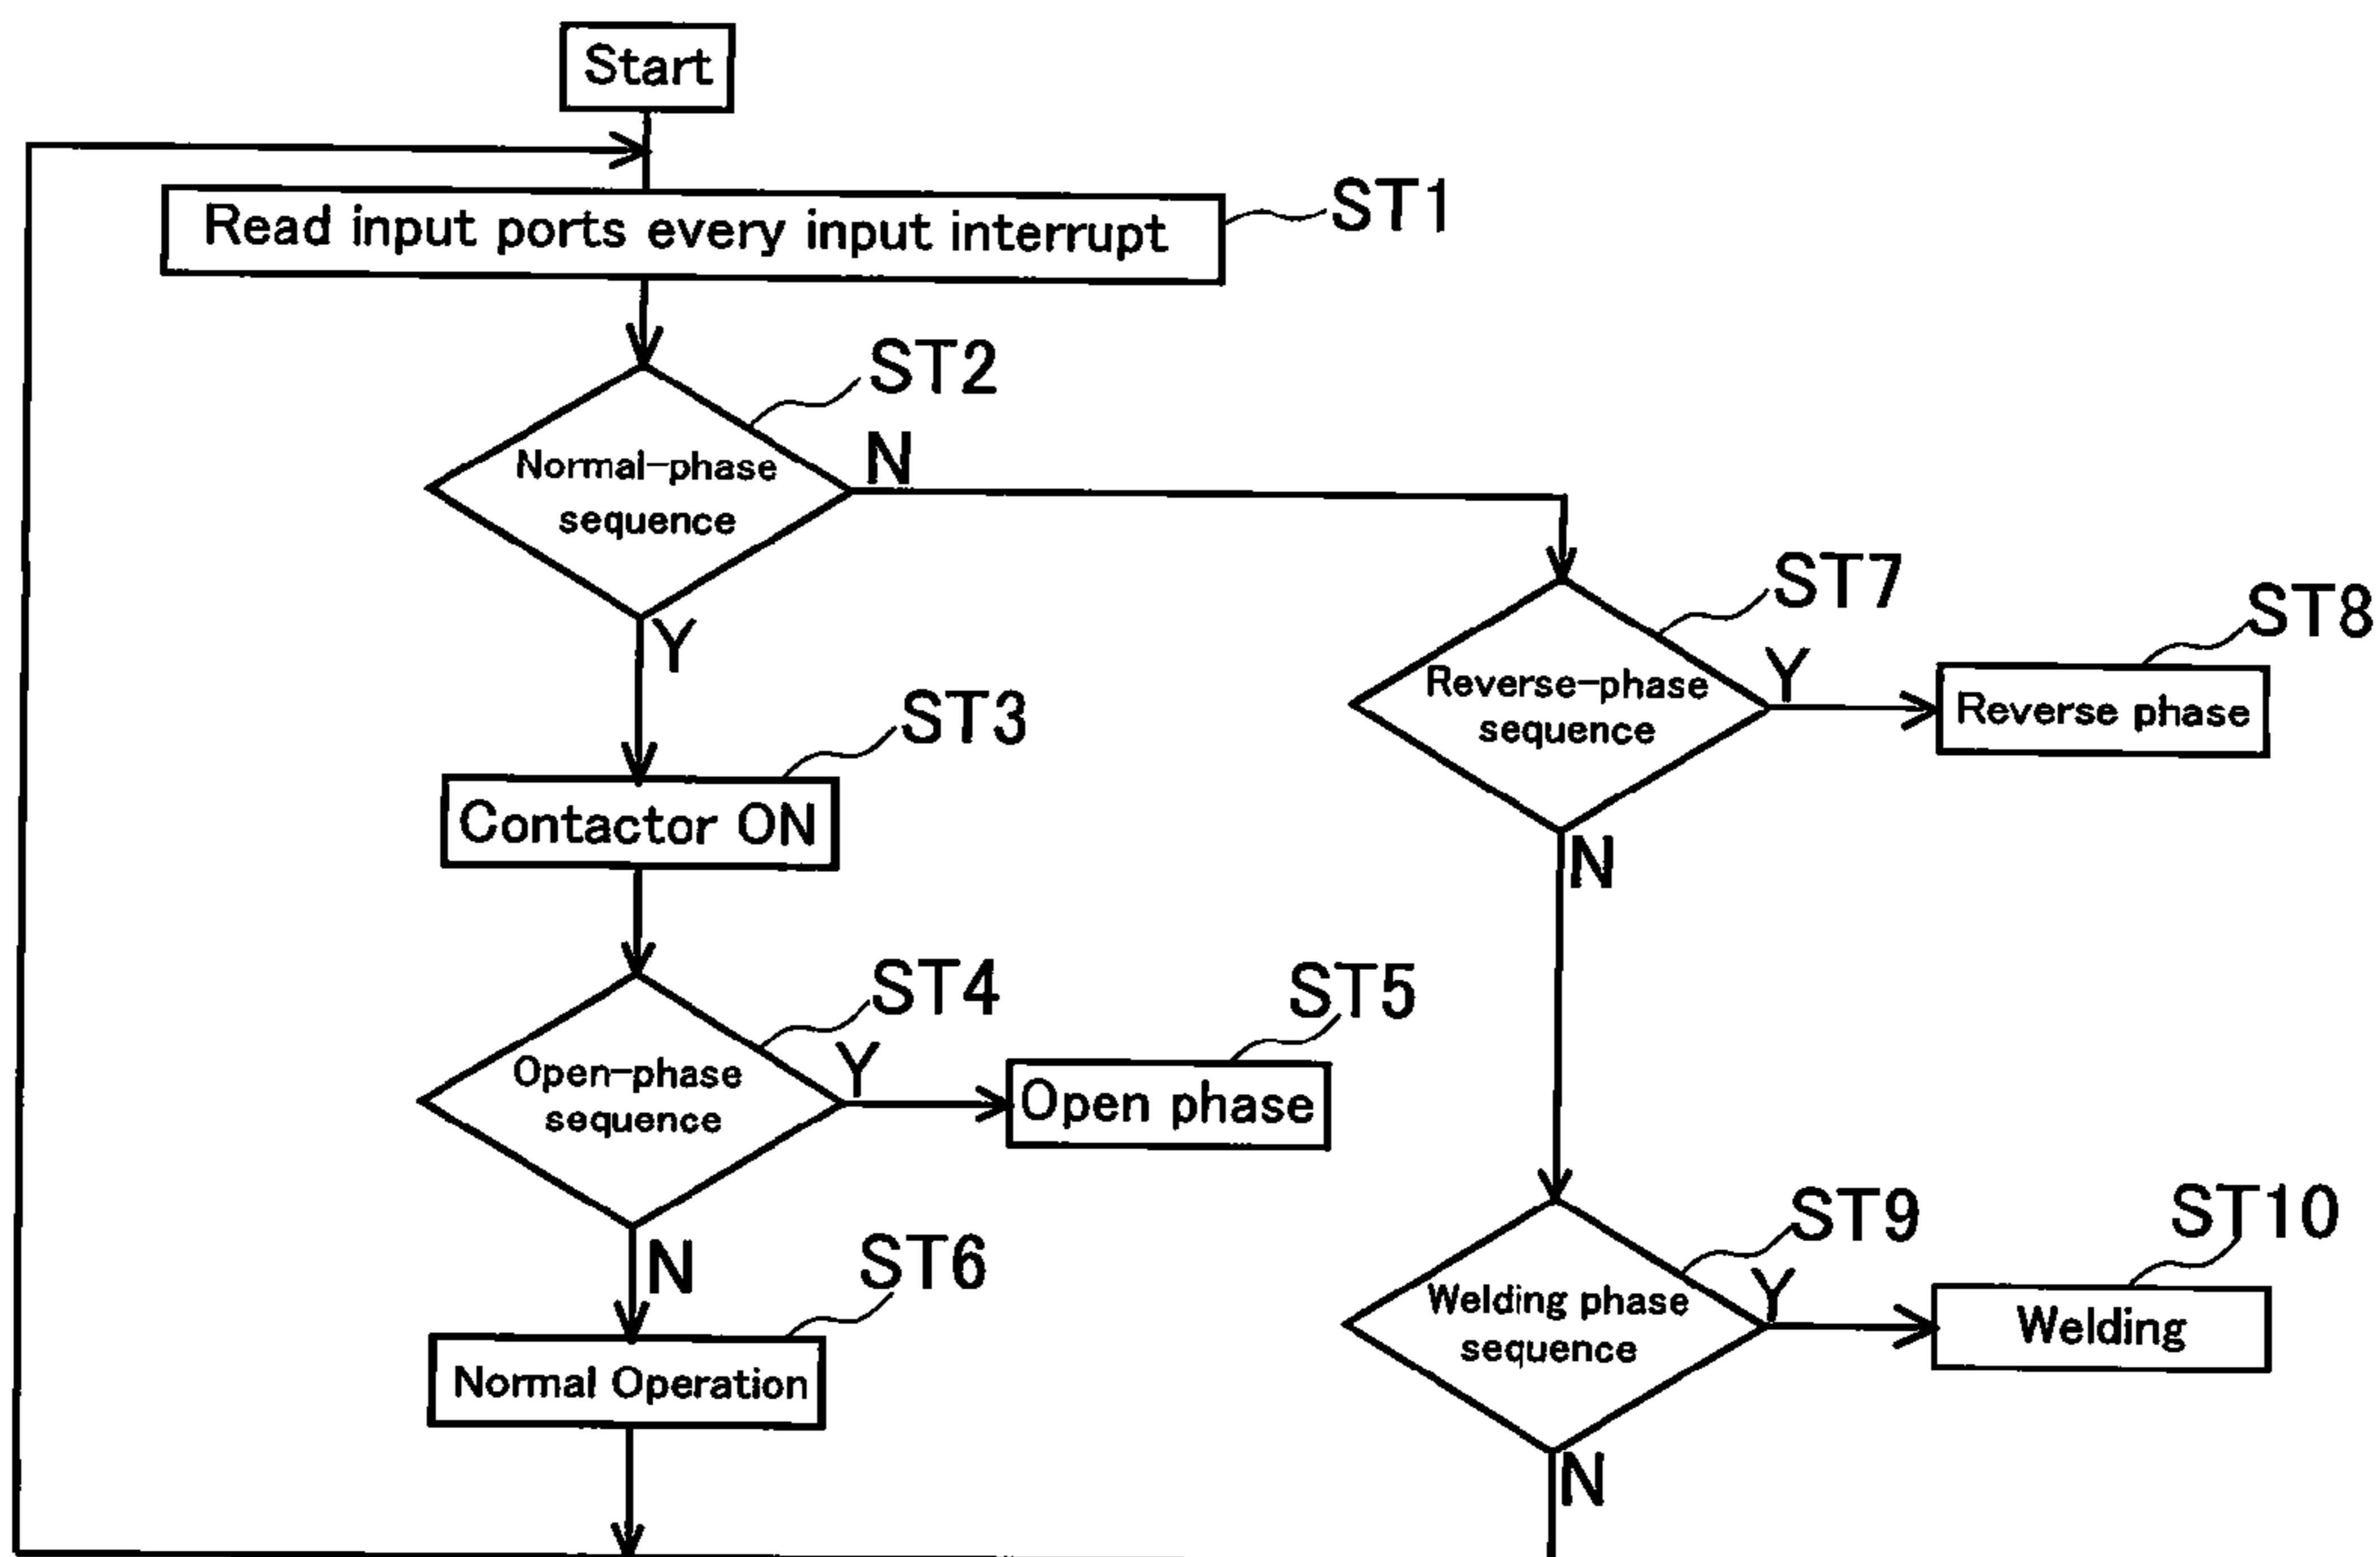 Start
Read input ports every input interrupt
ST1
ST2
Normal-phase
sequence
N
Y
ST3
Contactor ON
ST4
Open-phase
sequence
Y
ST5
Open phase
N
ST6
Normal Operation
ST7
Reverse-phase
sequence
Y
ST8
Reverse phase
N
ST9
Welding phase
sequence
Y
ST10
Welding
N